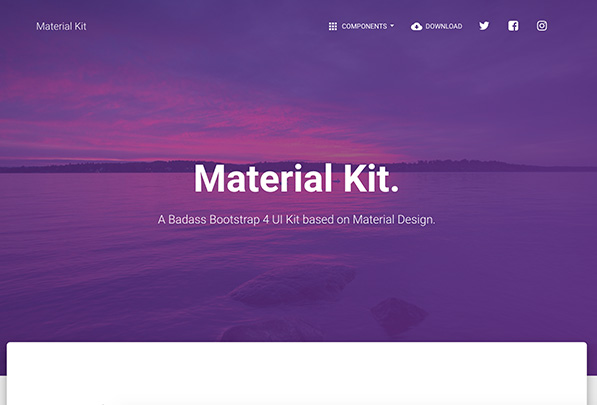 Material Kit
COMPONENTS
DOWNLOAD
Material Kit.
A Badass Bootstrap 4 UI Kit based on Material Design.